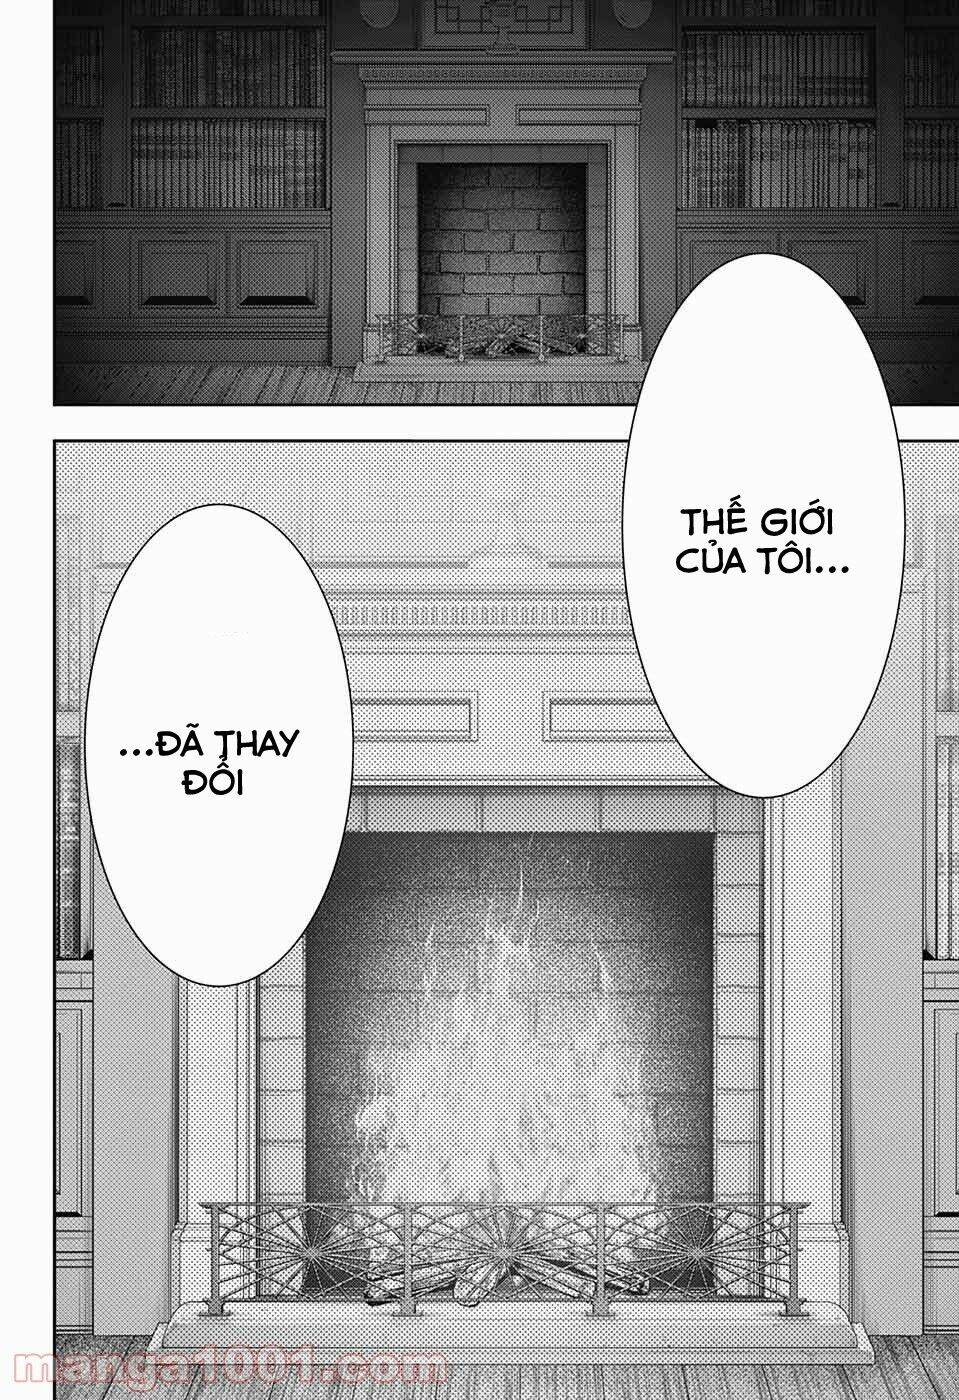 THẾ GIỚI
CỦA TÔI...
...ĐÃ THAY
ĐỔI
manga1001.com